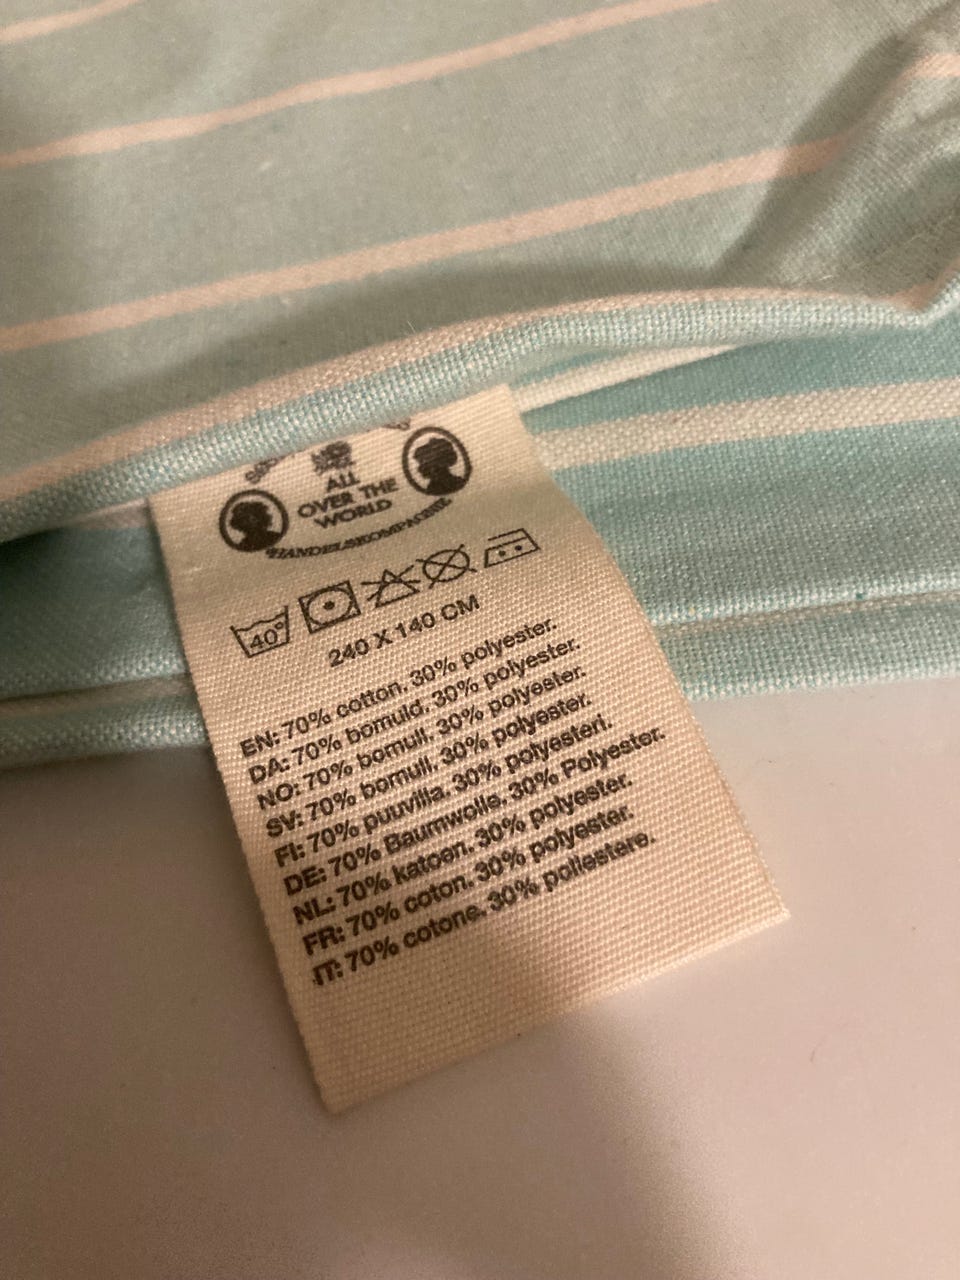 ALL
OVER THE
WORLD
HANDELSKOMPAGNIE
40°
240 X 140 CM
EN: 70% cotton. 30% polyester.
DA: 70% bomuld. 30% polyester.
NO: 70% bomull. 30% polyester.
SV: 70% bomull. 30% polyester.
FI: 70% puuvilla. 30% polyesteri.
DE: 70% Baumwolle. 30% Polyester.
NL: 70% katoen. 30% polyester.
FR: 70% coton. 30% polyester.
IT: 70% cotone. 30% poliestere.